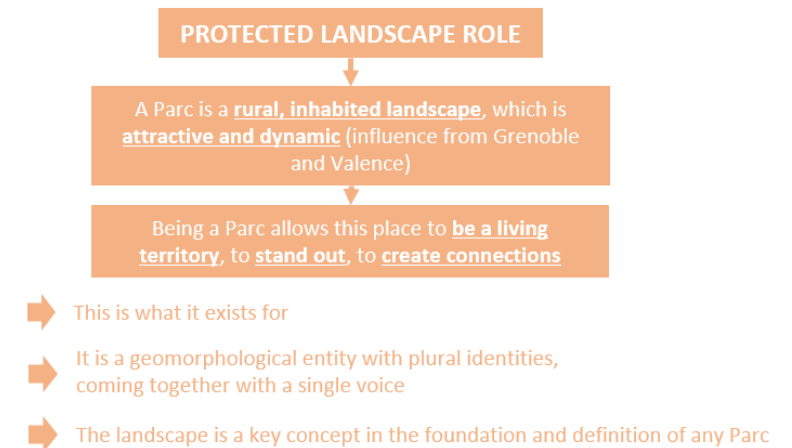 PROTECTED LANDSCAPE ROLE
A Parc is a rural, inhabited landscape, which is
attractive and dynamic (influence from Grenoble
and Valence)
Being a Parc allows this place to be a living
territory, to stand out, to create connections
This is what it exists for
It is a geomorphological entity with plural identities,
coming together with a single voice
The landscape is a key concept in the foundation and definition of any Parc